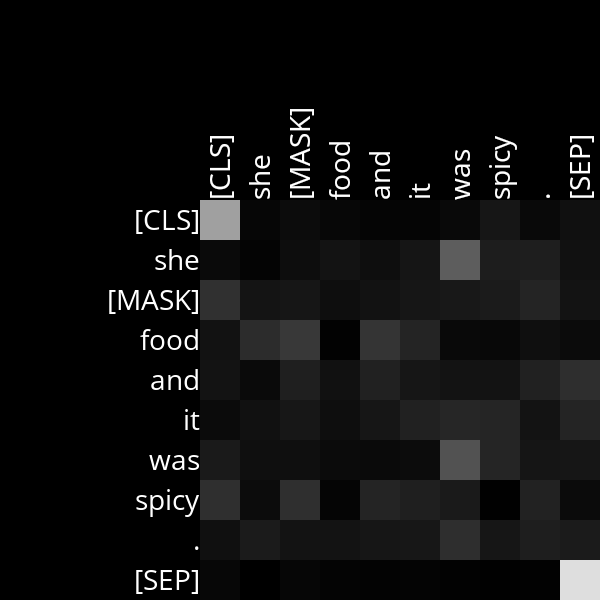 [CLS] she [MASK] food and it was spicy . [SEP]
[CLS]
she
[MASK]
food
and
it
was
spicy
.
[SEP]